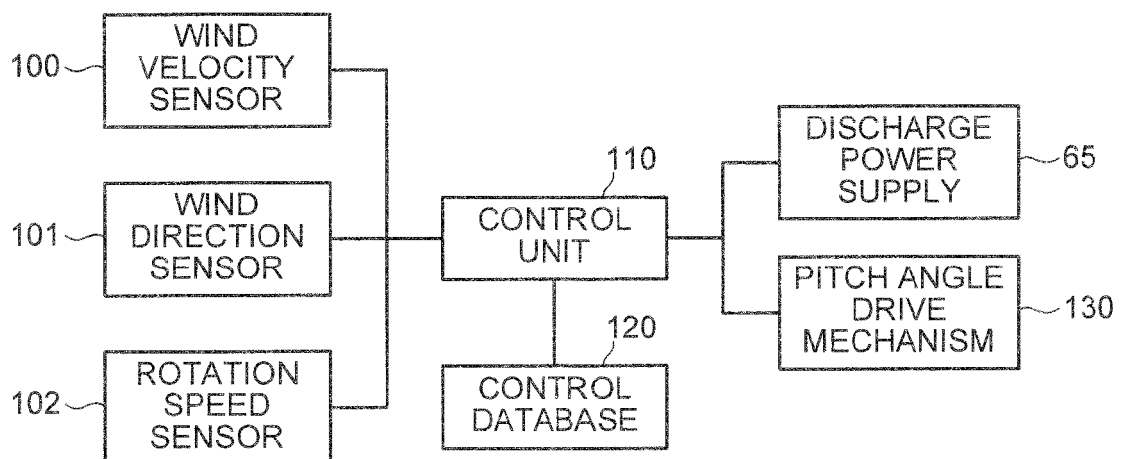 100
WIND
VELOCITY
SENSOR
101
WIND
DIRECTION
SENSOR
102
ROTATION
SPEED
SENSOR
110
CONTROL
UNIT
120
CONTROL
DATABASE
DISCHARGE
POWER
SUPPLY
65
PITCH ANGLE
DRIVE
MECHANISM
130